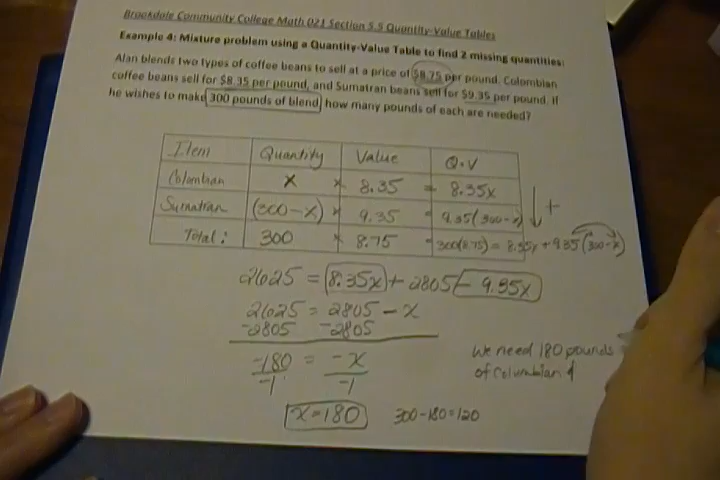 Brookdale Community College Math 021 Section 5.5 Quantity-Value Tables
Example 4: Mixture problem using a Quantity-Value Table to find 2 missing quantities:
Alan blends two types of coffee beans to sell at a price of $8.75 per pound. Colombian
coffee beans sell for $8.35 per pound, and Sumatran beans sell for $9.35 per pound. If
he wishes to make 300 pounds of blend, how many pounds of each are needed?
Item Quantity Value Q.V
Colombian x × 8.35 = 8.35x
Sumatran (300-x) × 9.35 = 9.35(300-x) +
Total: 300 × 8.75 = 300(8.75) = 8.35x + 9.35(300-x)
2625 = 8.35x + 2805 - 9.35x
2625 = 2805 - x
-2805 -2805
-180 = -x
-1 -1
x=180
300-180=120
We need 180 pounds
of Columbian &